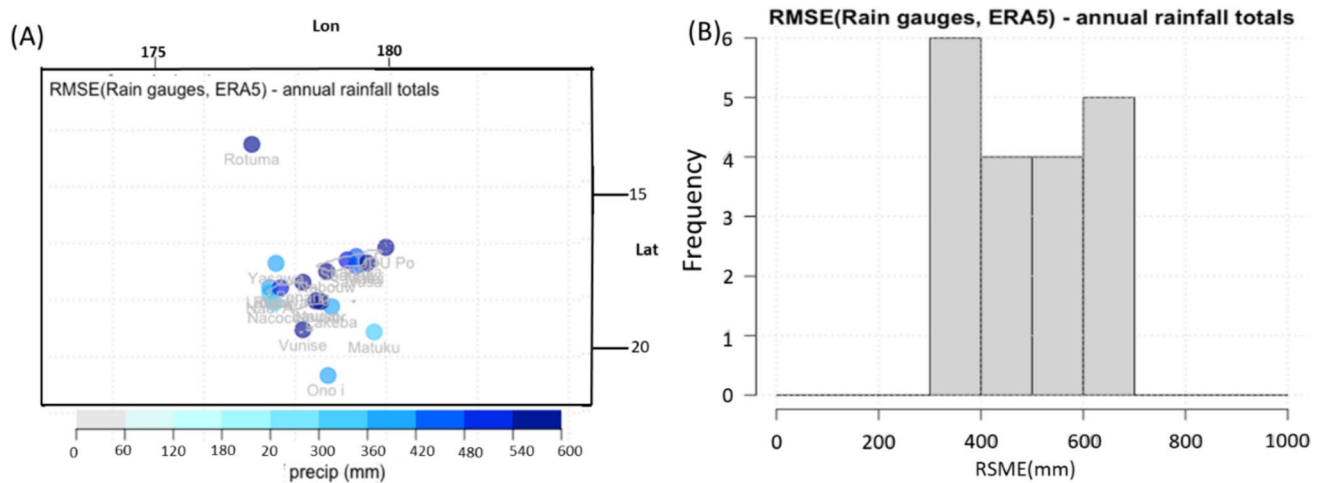 (A)
Lon
175
180
RMSE(Rain gauges, ERA5) - annual rainfall totals
Rotuma
15
Lat
Po
Yasawa
20
Vunise
Matuku
Ono i
0 60 120 180 20 300 360 420 480 540 600
precip (mm)
(B)
RMSE(Rain gauges, ERA5) - annual rainfall totals
Frequency
6
5
4
3
2
1
0
0 200 400 600 800 1000
RSME(mm)